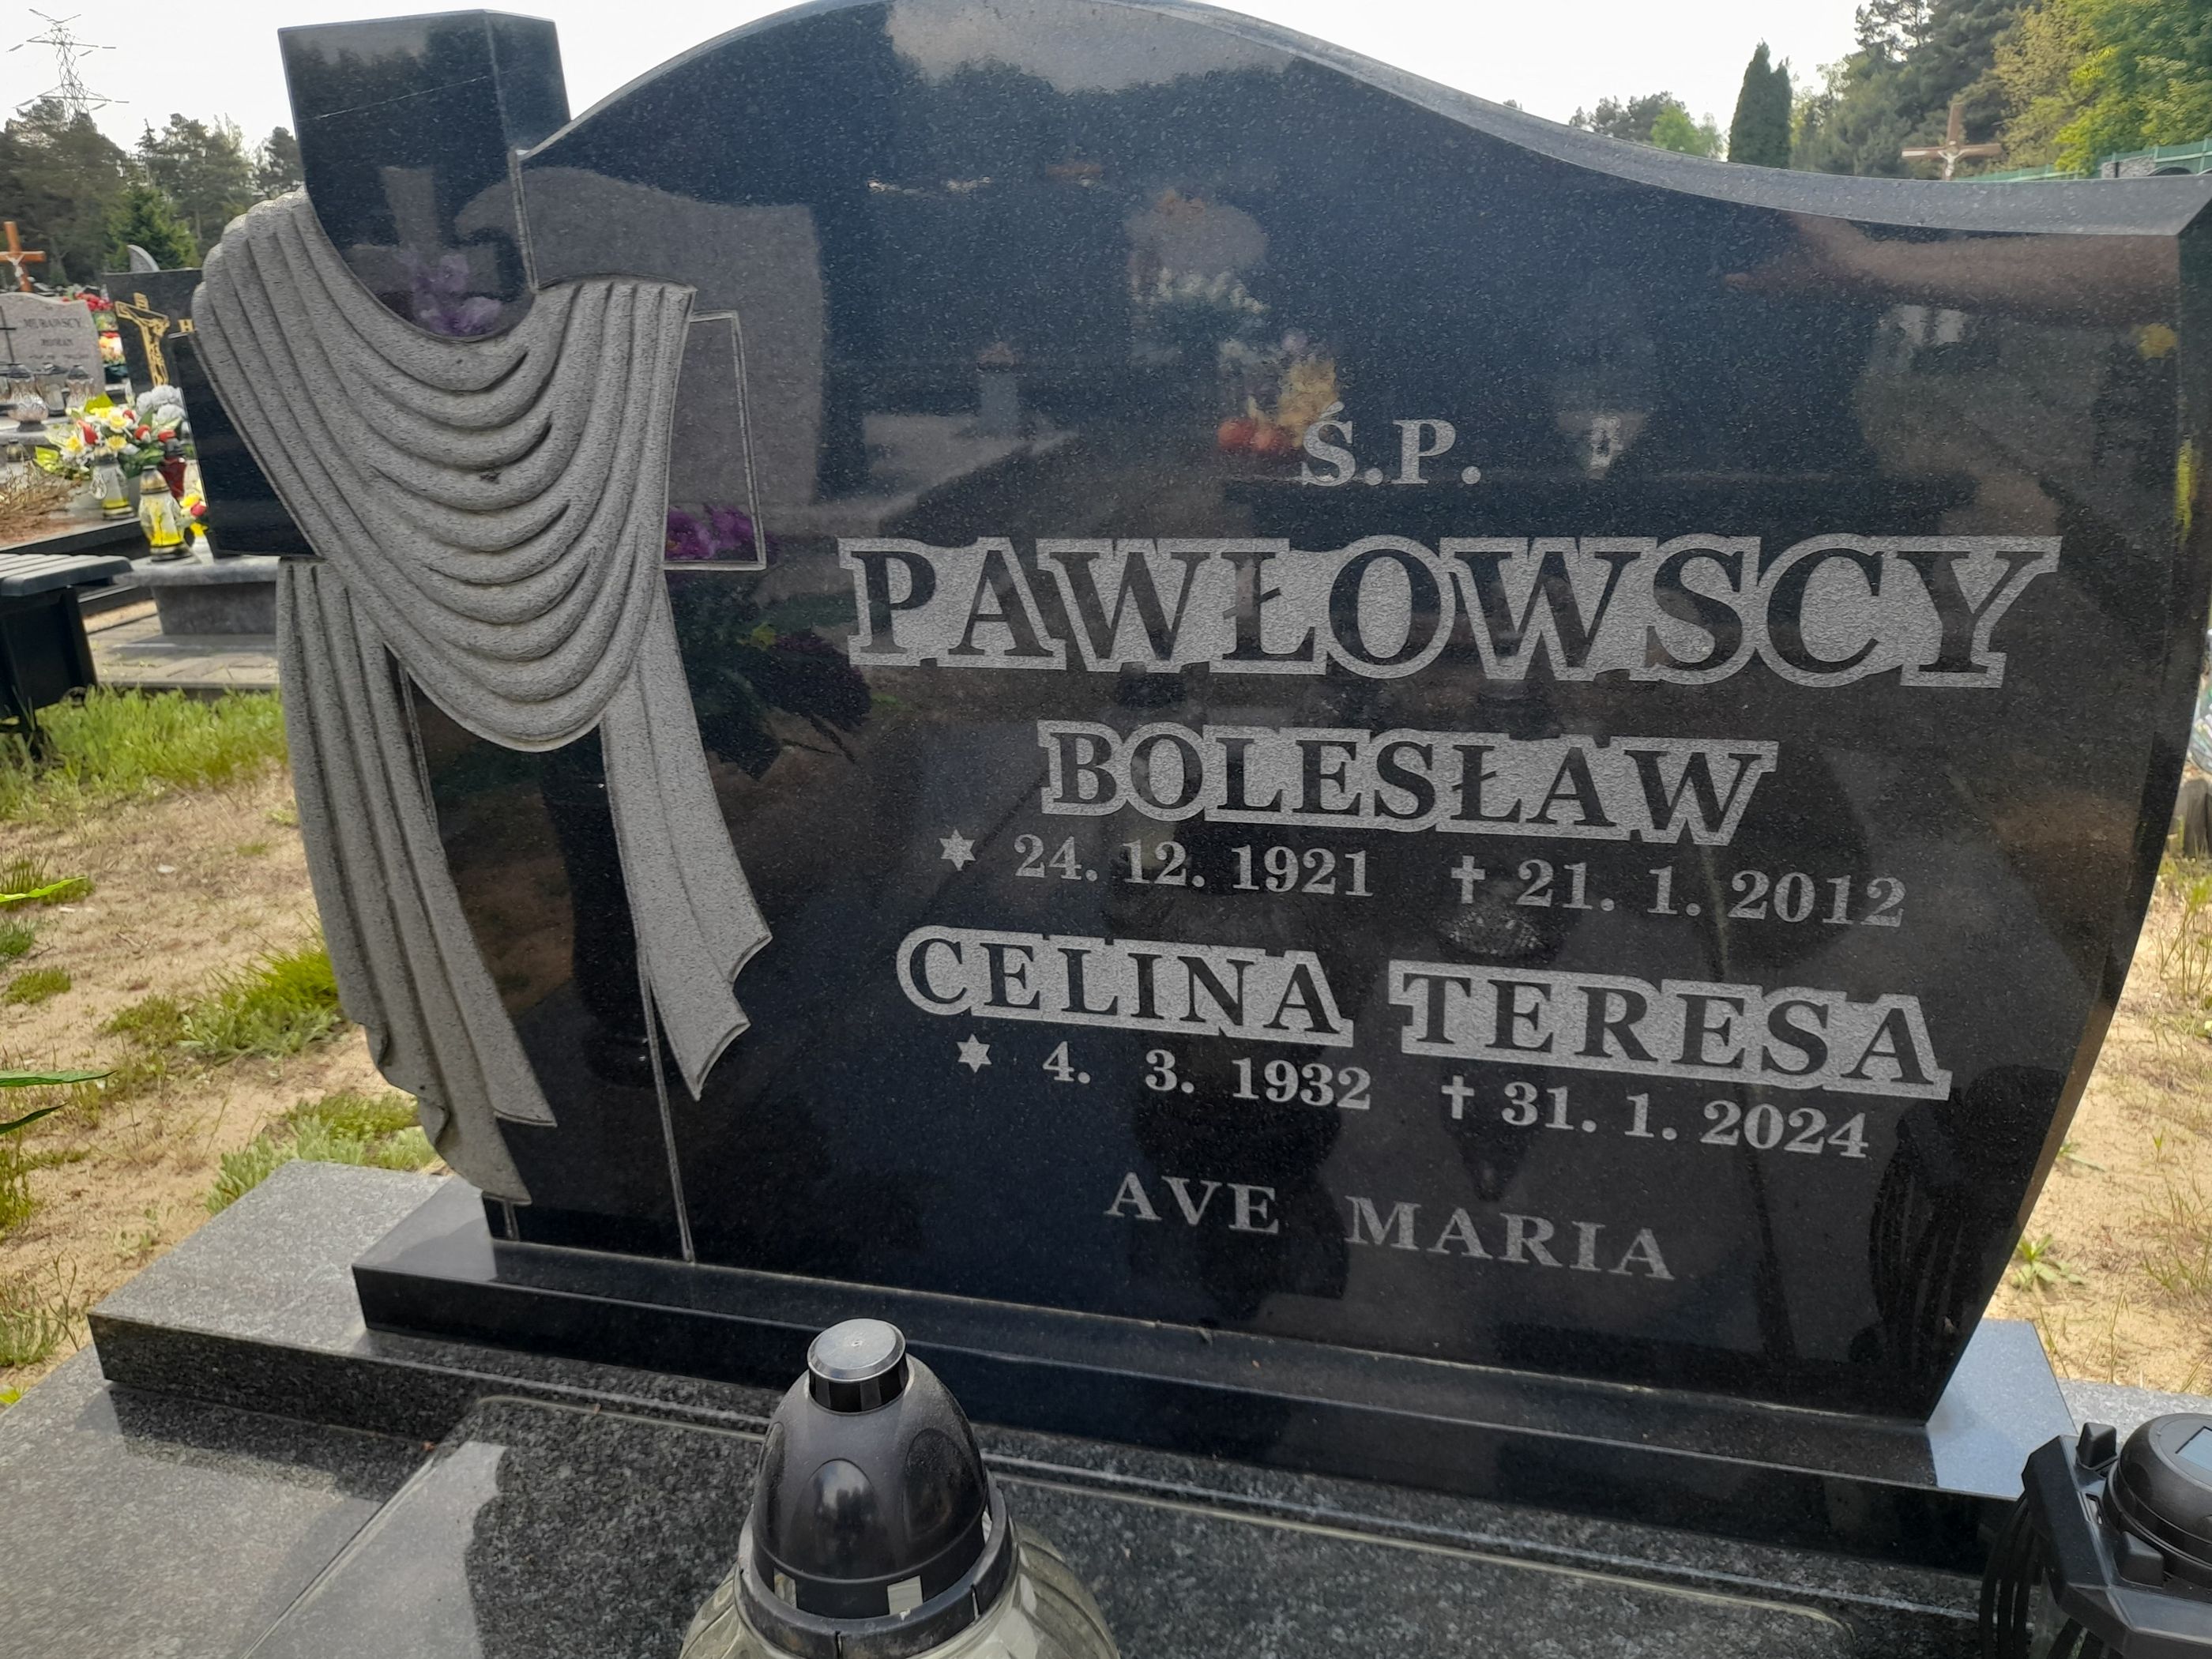 Ś.P.
PAWŁOWSCY
BOLESŁAW
✶ 24. 12. 1921 ✝ 21. 1. 2012
CELINA TERESA
✶ 4. 3. 1932 ✝ 31. 1. 2024
AVE MARIA